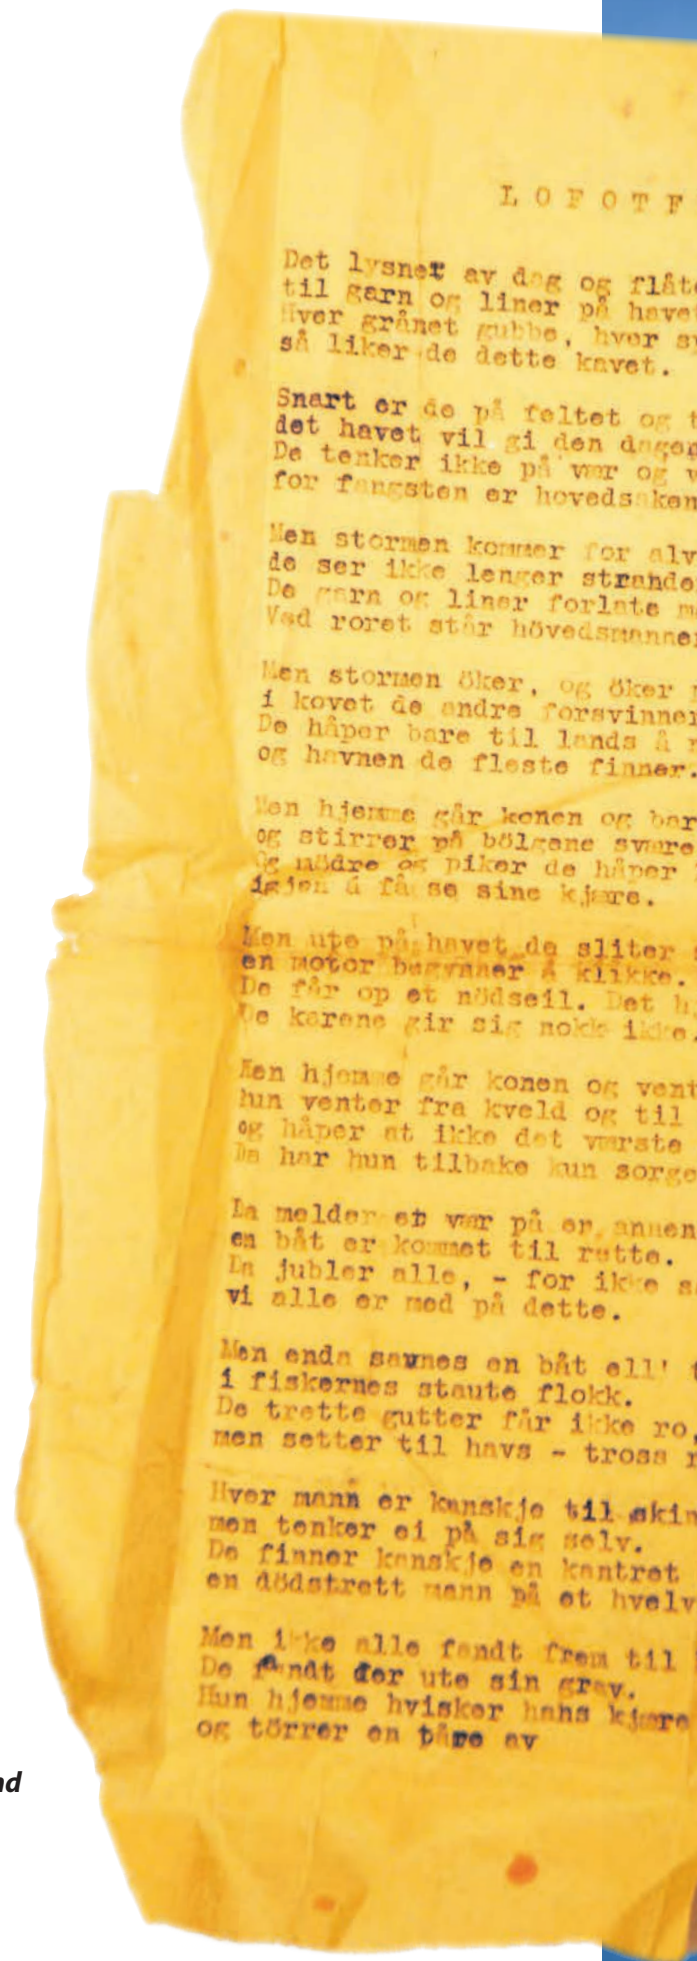 LOFOTF
Det lysner av dag og flåte
til garn og liner på havet
Hver grånet gubbe, hver s
så liker de dette kavet.
Snart er de på feltet og t
det havet vil gi den dagen
De tenker ikke på vær og v
for fangsten er hovedsaken
Men stormen kommer for alv
de ser ikke lenger strande
De garn og liner forlate m
Ved roret står hövedsmannen
Men stormen öker, og öker
i kovet de andre forsvinner
De håper bare til lands å n
og havnen de fleste finner.
Men hjemme går konen og bar
og stirrer på bölgene svære
Og mödre og piker de håper
igjen å få se sine kjære.
Men ute på havet de sliter s
en motor begynner å klikke.
De får op et nödseil. Det h
De karene gir sig nokk ikke.
Men hjemme går konen og vent
hun venter fra kveld og til
og håper at ikke det værste
Da har hun tilbake kun sorge
Da melder et vær på en annen
en båt er kommet til rette.
Da jubler alle, - for ikke s
vi alle er med på dette.
Men enda savnes en båt ell' t
i fiskernes staute flokk.
De trette gutter får ikke ro,
men setter til havs - tross
Hver mann er kanskje til skin
men tenker ei på sig selv.
De finner kanskje en kantret
en dödstrett mann på et hvelv
Men ikke alle fandt frem til
De fandt der ute sin grav.
Hun hjemme hvisker hans kjære
og törrer en tåre av
nd